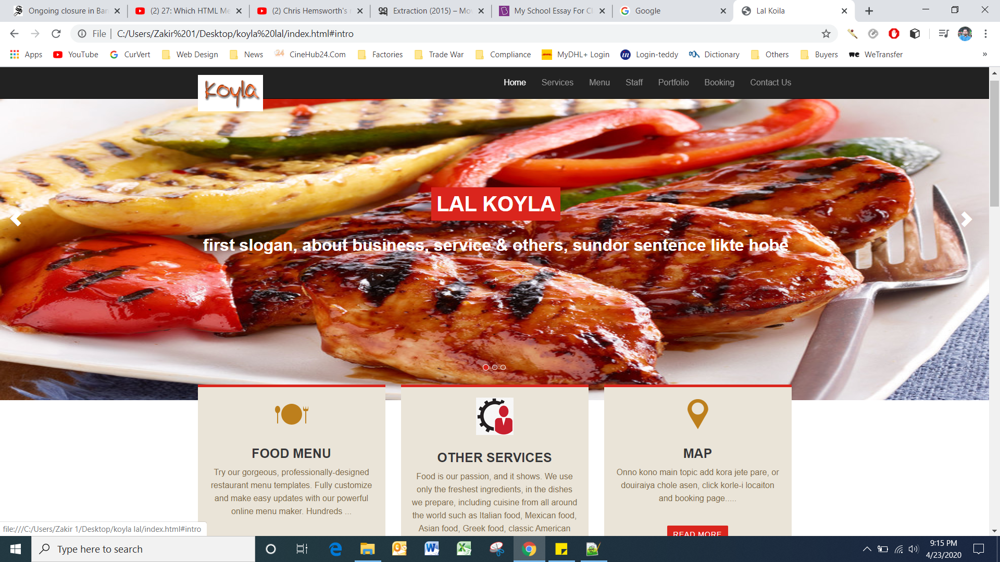 Ongoing closure in Ban
(2) 27: Which HTML Me
(2) Chris Hemsworth's
Extraction (2015) – Mov
My School Essay For Cl
Google
Lal Koila
File
C:/Users/Zakir%201/Desktop/koyla%20lal/index.html#intro
Apps
YouTube
CurVert
Web Design
News
CineHub24.Com
Factories
Trade War
Compliance
MyDHL+ Login
Login-teddy
Dictionary
Others
Buyers
WeTransfer
»
Koyla
Home
Services
Menu
Staff
Portfolio
Booking
Contact Us
LAL KOYLA
first slogan, about business, service & others, sundor sentence likte hobe
FOOD MENU
Try our gorgeous, professionally-designed
restaurant menu templates. Fully customize
and make easy updates with our powerful
online menu maker. Hundreds ...
OTHER SERVICES
Food is our passion, and it shows. We use
only the freshest ingredients, in the dishes
we prepare, including cuisine from all around
the world such as Italian food, Mexican food,
Asian food, Greek food, classic American
MAP
Onno kono main topic add kora jete pare, or
douiraiya chole asen, click korle-i locaiton
and booking page.....
READ MORE
file:///C:/Users/Zakir 1/Desktop/koyla lal/index.html#intro
Type here to search
9:15 PM
4/23/2020